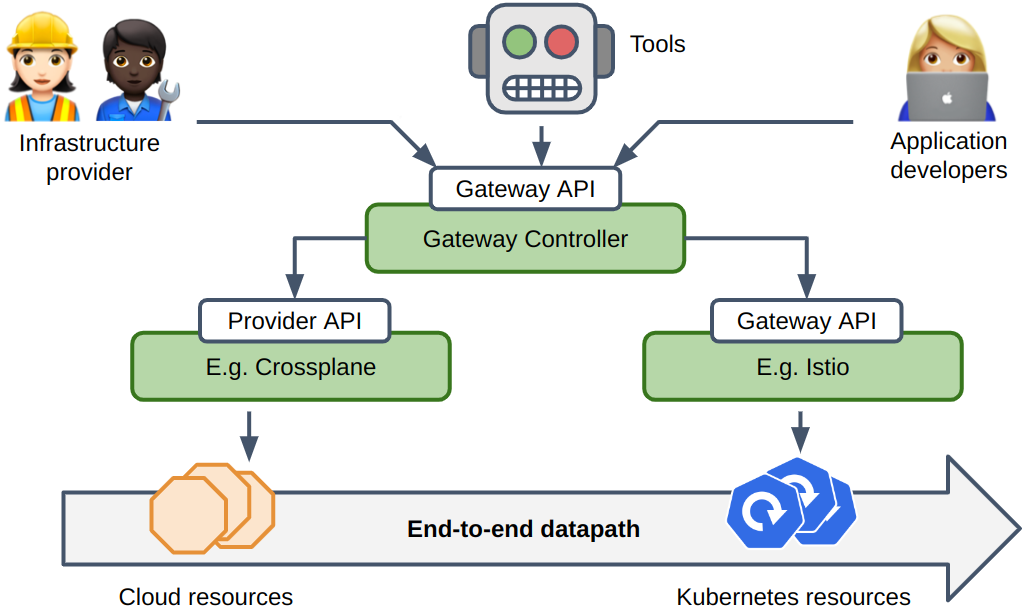 Tools
Infrastructure
provider
Application
developers
Gateway API
Gateway Controller
Provider API
E.g. Crossplane
Gateway API
E.g. Istio
End-to-end datapath
Cloud resources
Kubernetes resources